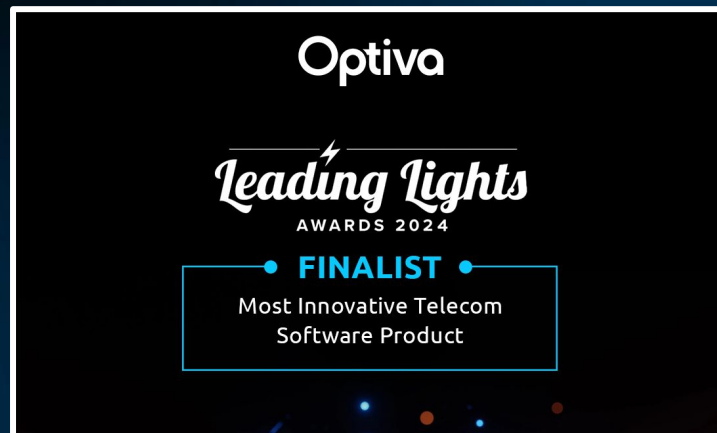 Optiva
Leading Lights
AWARDS 2024
FINALIST
Most Innovative Telecom
Software Product